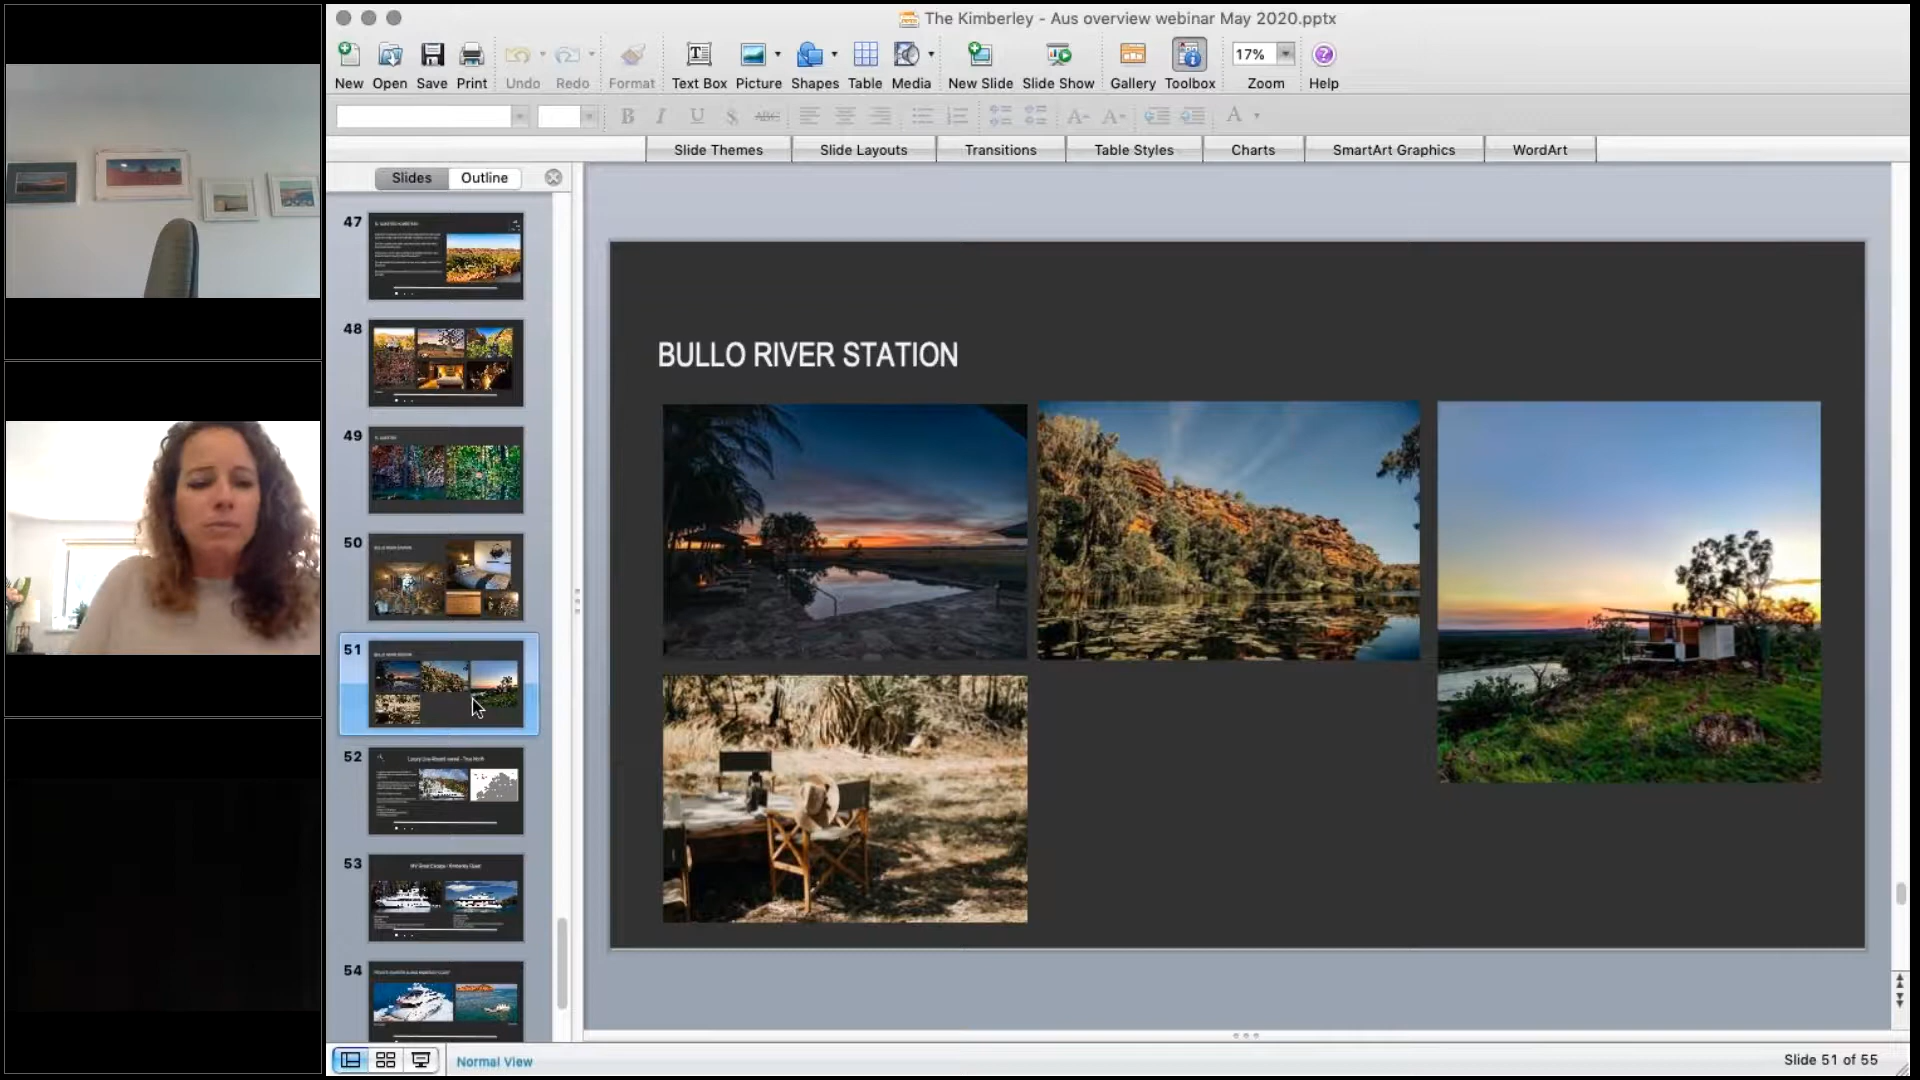 The Kimberley - Aus overview webinar May 2020.pptx
New Open Save Print Undo Redo Format Text Box Picture Shapes Table Media New Slide Slide Show Gallery Toolbox 17% Zoom Help
B I U S ABC A A A
Slide Themes Slide Layouts Transitions Table Styles Charts SmartArt Graphics WordArt
Slides Outline
47
48
49
50
51
52
53
54
BULLO RIVER STATION
Normal View
Slide 51 of 55